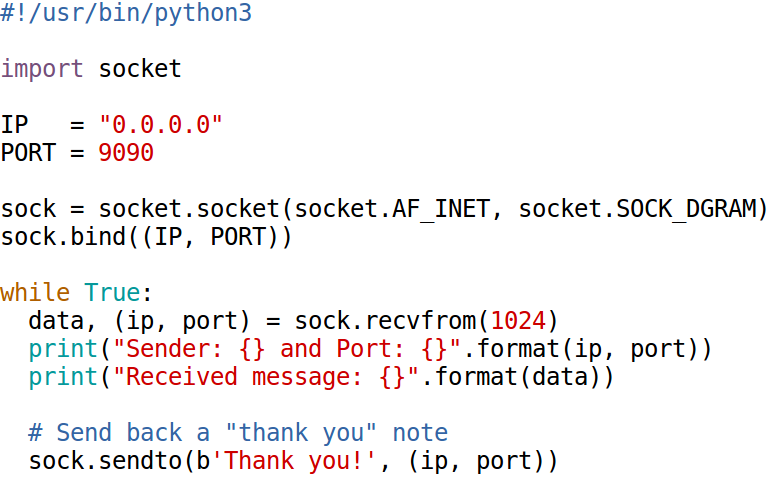 #!/usr/bin/python3

import socket

IP   = "0.0.0.0"
PORT = 9090

sock = socket.socket(socket.AF_INET, socket.SOCK_DGRAM)
sock.bind((IP, PORT))

while True:
  data, (ip, port) = sock.recvfrom(1024)
  print("Sender: {} and Port: {}".format(ip, port))
  print("Received message: {}".format(data))

  # Send back a "thank you" note
  sock.sendto(b'Thank you!', (ip, port))